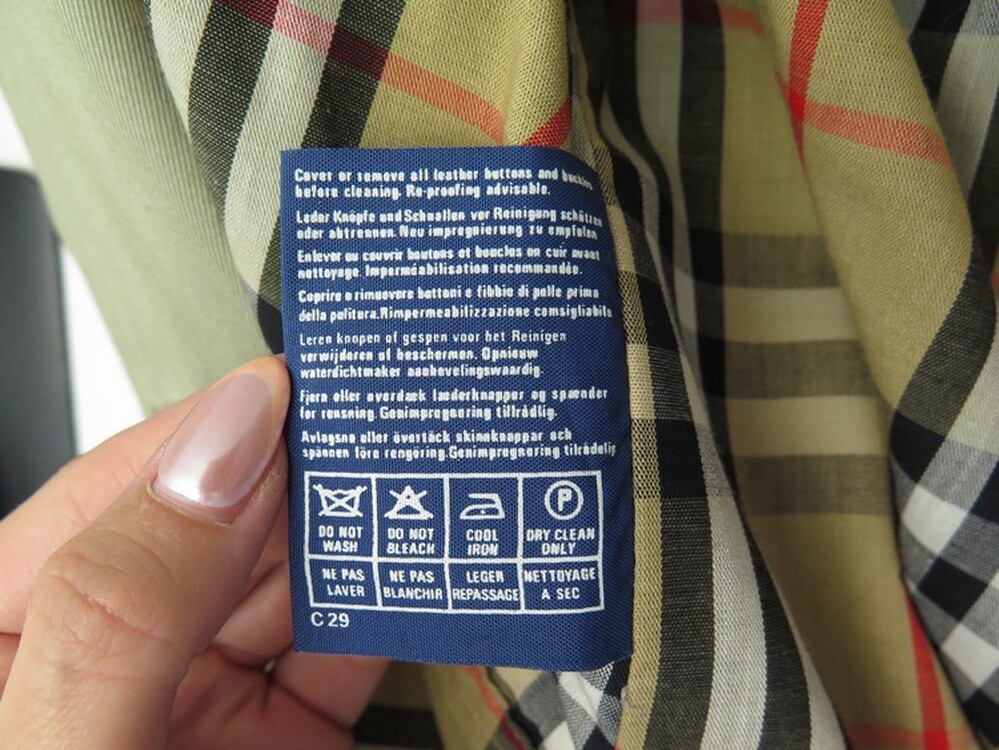 Cover or remove all leather buttons and buckles
before cleaning. Re-proofing advisable.
Leder Knöpfe und Schnallen vor Reinigung schützen
oder abtrennen. Neu impregnierung zu empfolen
Enlever ou couvrir boutons et boucles en cuir avant
nettoyage. Imperméabilisation recommandée.
Coprire o rimuovere bottoni e fibbie di pelle prima
della pulitura. Rimpermeabilizzazione comsigliabile
Leren knopen of gespen voor het Reinigen
verwijderen of beschermen. Opnieuw
waterdichtmaker aanbevelingswaardig.
Fjern eller overdæk læderknapper og spænder
for rensning. Genimprægnering tillrådlig.
Avlagsna eller övertäck skinnknappar och
spännen före rengöring. Genimpregnering tillrådelig
DO NOT WASH
DO NOT BLEACH
COOL IRON
P
DRY CLEAN ONLY
NE PAS LAVER
NE PAS BLANCHIR
LEGER REPASSAGE
NETTOYAGE A SEC
C 29